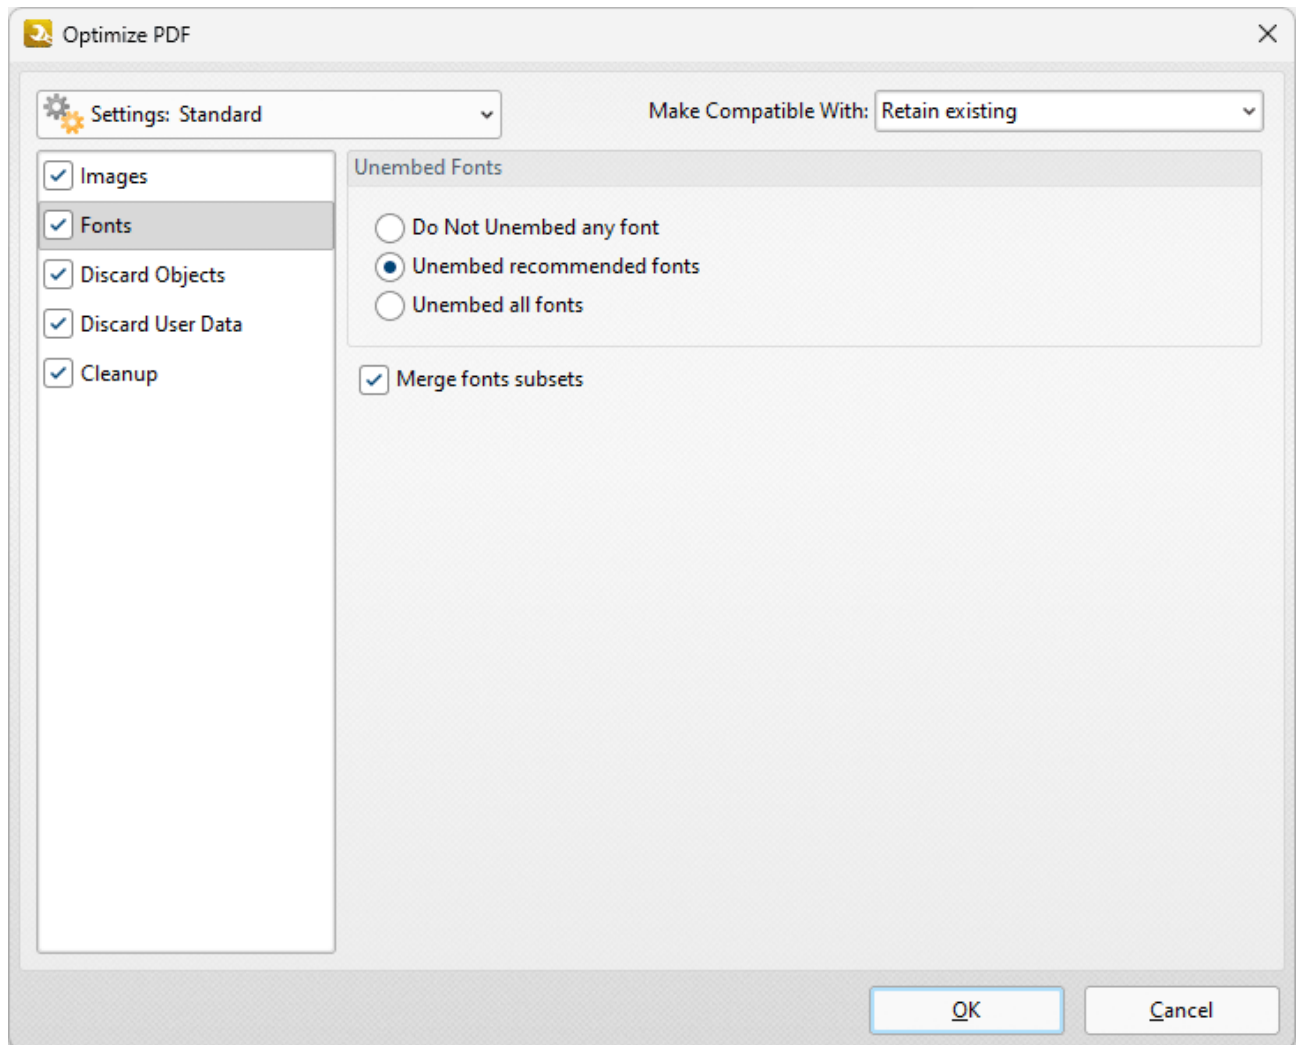 Optimize PDF
Settings: Standard
Make Compatible With: Retain existing
Images
Fonts
Discard Objects
Discard User Data
Cleanup
Unembed Fonts
Do Not Unembed any font
Unembed recommended fonts
Unembed all fonts
Merge fonts subsets
OK
Cancel